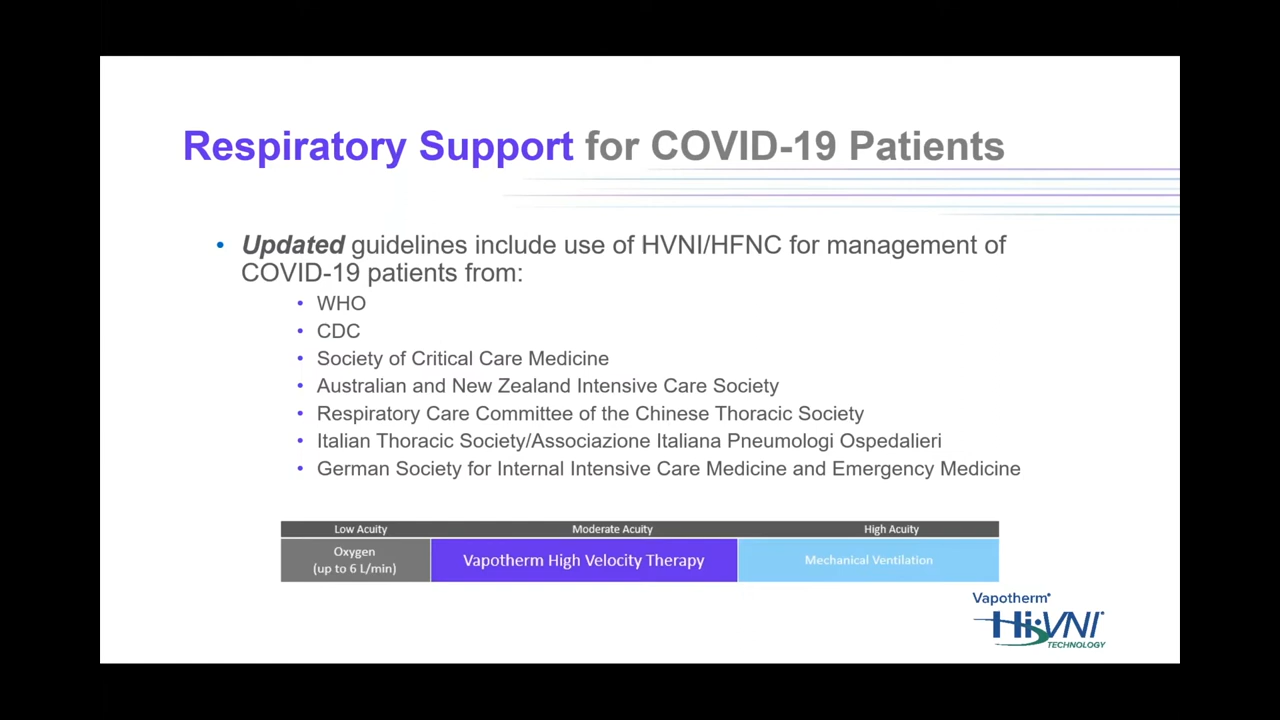 Respiratory Support for COVID-19 Patients
• Updated guidelines include use of HVNI/HFNC for management of
COVID-19 patients from:
• WHO
• CDC
• Society of Critical Care Medicine
• Australian and New Zealand Intensive Care Society
• Respiratory Care Committee of the Chinese Thoracic Society
• Italian Thoracic Society/Associazione Italiana Pneumologi Ospedalieri
• German Society for Internal Intensive Care Medicine and Emergency Medicine
Low Acuity Moderate Acuity High Acuity
Oxygen
(up to 6 L/min)
Vapotherm High Velocity Therapy
Mechanical Ventilation
Vapotherm®
Hi-VNI®
TECHNOLOGY